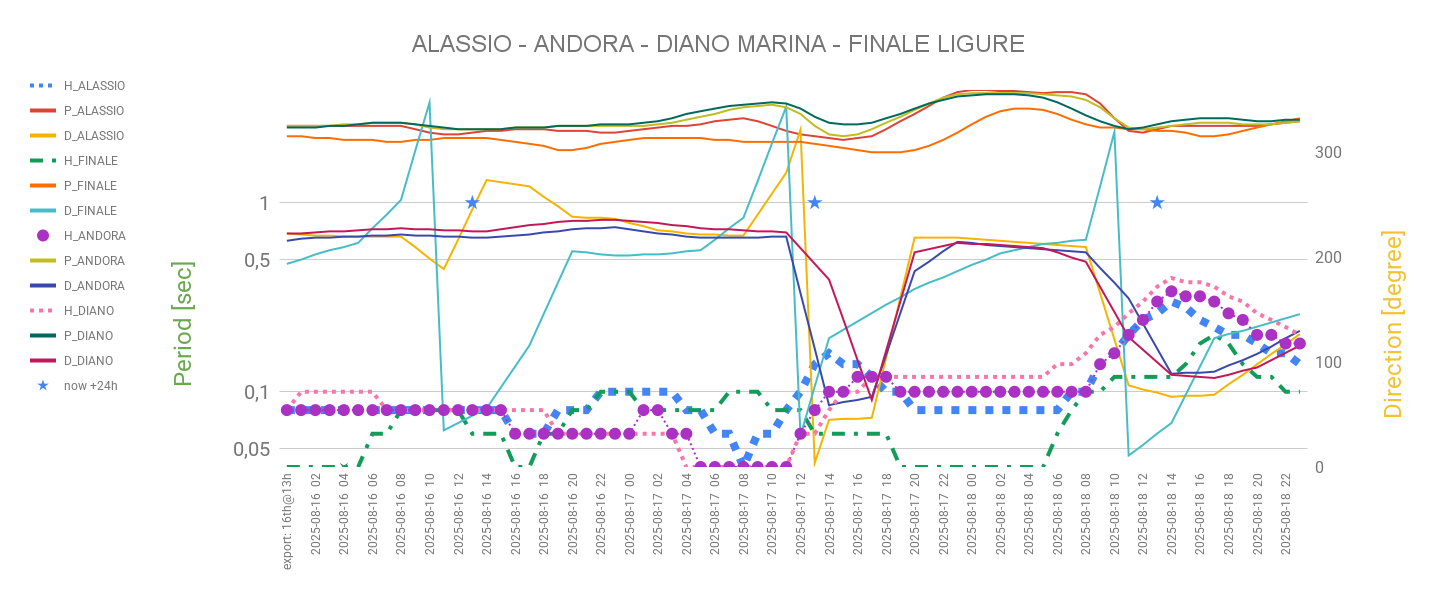 ALASSIO - ANDORA - DIANO MARINA - FINALE LIGURE
H_ALASSIO
P_ALASSIO
D_ALASSIO
H_FINALE
P_FINALE
D_FINALE
H_ANDORA
P_ANDORA
D_ANDORA
H_DIANO
P_DIANO
D_DIANO
now +24h
Period [sec]
1
0,5
0,1
0,05
300
200
100
0
Direction [degree]
export: 16th@13h
2025-08-16 02
2025-08-16 04
2025-08-16 06
2025-08-16 08
2025-08-16 10
2025-08-16 12
2025-08-16 14
2025-08-16 16
2025-08-16 18
2025-08-16 20
2025-08-16 22
2025-08-17 00
2025-08-17 02
2025-08-17 04
2025-08-17 06
2025-08-17 08
2025-08-17 10
2025-08-17 12
2025-08-17 14
2025-08-17 16
2025-08-17 18
2025-08-17 20
2025-08-17 22
2025-08-18 00
2025-08-18 02
2025-08-18 04
2025-08-18 06
2025-08-18 08
2025-08-18 10
2025-08-18 12
2025-08-18 14
2025-08-18 16
2025-08-18 18
2025-08-18 20
2025-08-18 22